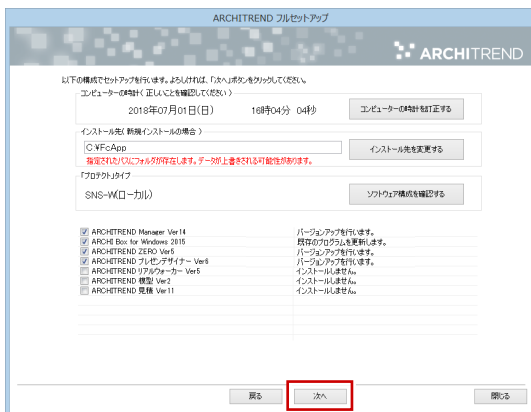 ARCHITREND フルセットアップ
ARCHITREND
以下の構成でセットアップを行います。よろしければ、「次へ」ボタンをクリックしてください。
コンピューターの時計( 正しいことを確認してください )
2018年07月01日(日) 16時04分 04秒
コンピューターの時計を訂正する
インストール先( 新規インストールの場合 )
C:¥FcApp
インストール先を変更する
指定されたパスにフォルダが存在します。データが上書きされる可能性があります。
「プロテクト」タイプ
SNS-W(ローカル)
ソフトウェア構成を確認する
ARCHITREND Manager Ver14 バージョンアップを行います。
ARCHI Box for Windows 2015 既存のプログラムを更新します。
ARCHITREND ZERO Ver5 バージョンアップを行います。
ARCHITREND プレゼンデザイナー Ver6 バージョンアップを行います。
ARCHITREND リアルウォーカー Ver5 インストールしません。
ARCHITREND 模型 Ver2 インストールしません。
ARCHITREND 見積 Ver11 インストールしません。
戻る 次へ 閉じる